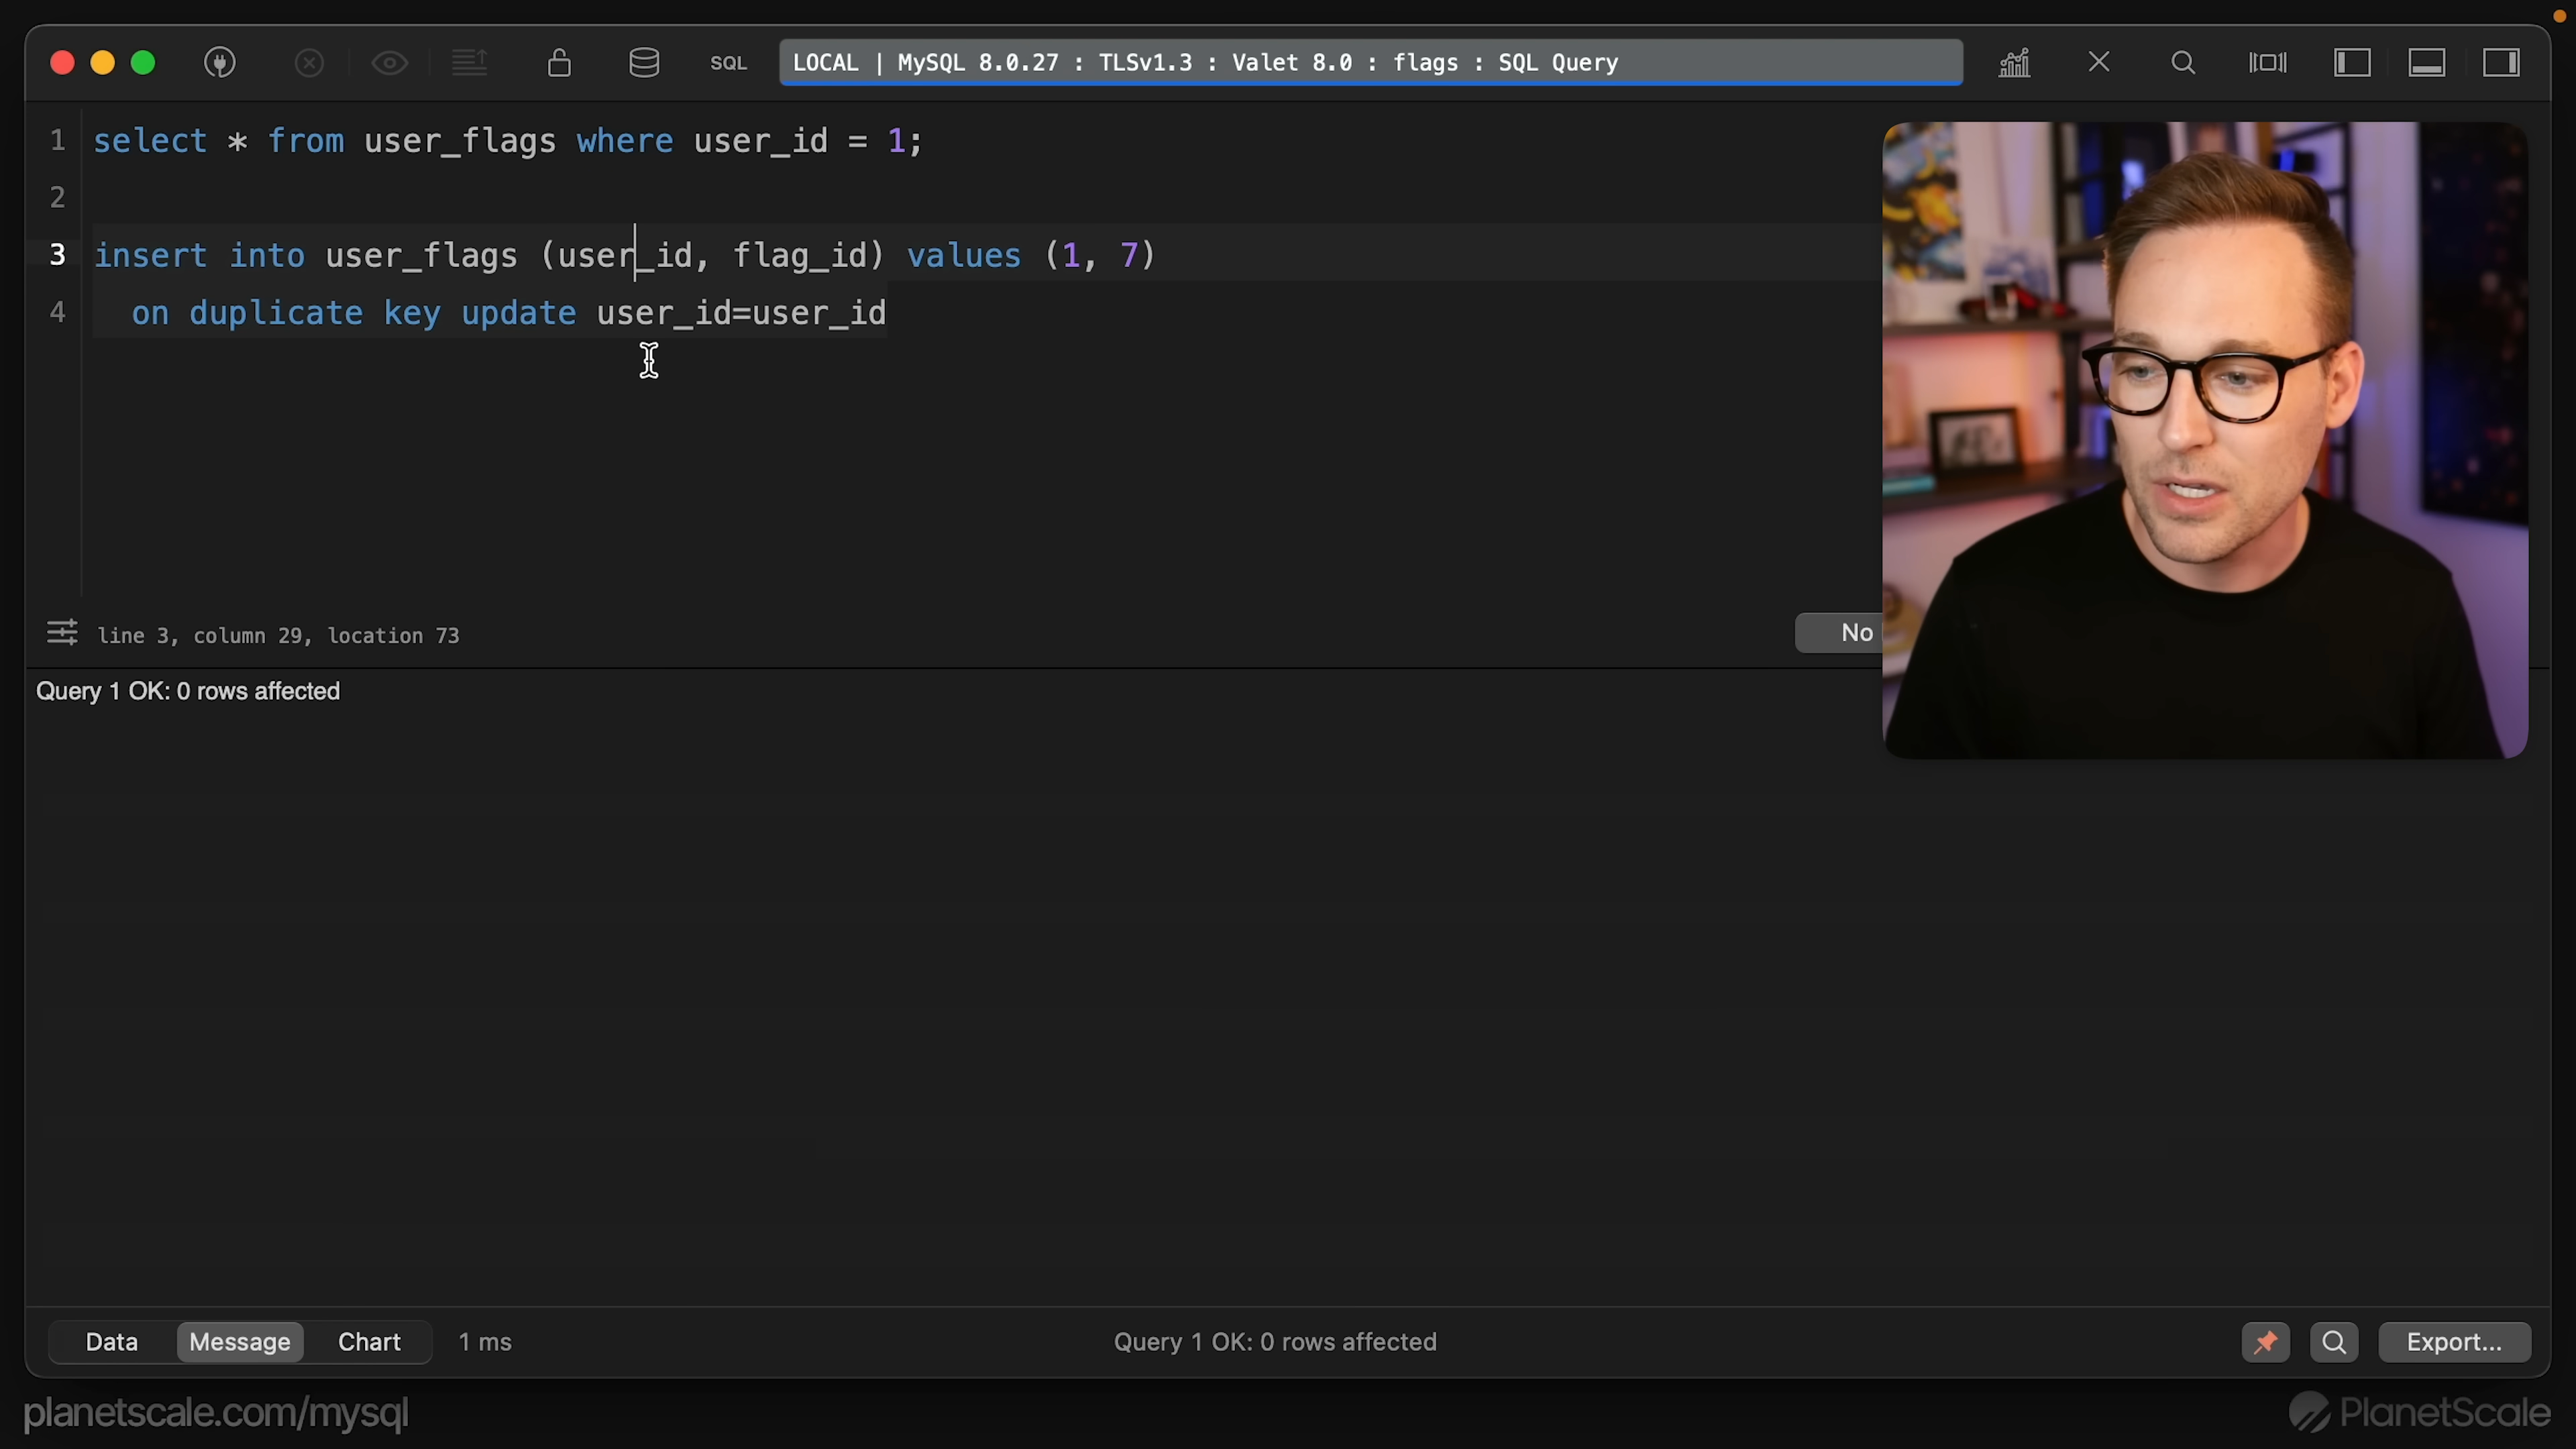 SQL
LOCAL | MySQL 8.0.27 : TLSv1.3 : Valet 8.0 : flags : SQL Query
1 select * from user_flags where user_id = 1;
2
3 insert into user_flags (user_id, flag_id) values (1, 7)
4 on duplicate key update user_id=user_id
line 3, column 29, location 73
No
Query 1 OK: 0 rows affected
Data Message Chart 1 ms Query 1 OK: 0 rows affected Export...
planetscale.com/mysql PlanetScale